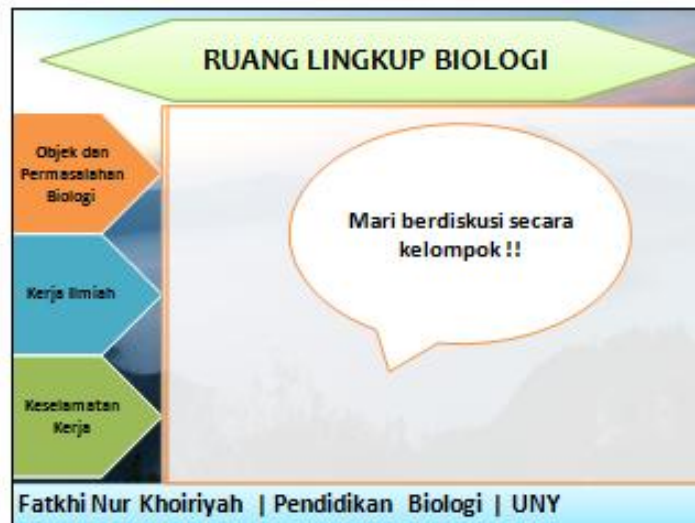 RUANG LINGKUP BIOLOGI
Objek dan
Permasalahan
Biologi
Kerja Ilmiah
Keselamatan
Kerja
Mari berdiskusi secara
kelompok !!
Fatkhi Nur Khoiriyah | Pendidikan Biologi | UNY